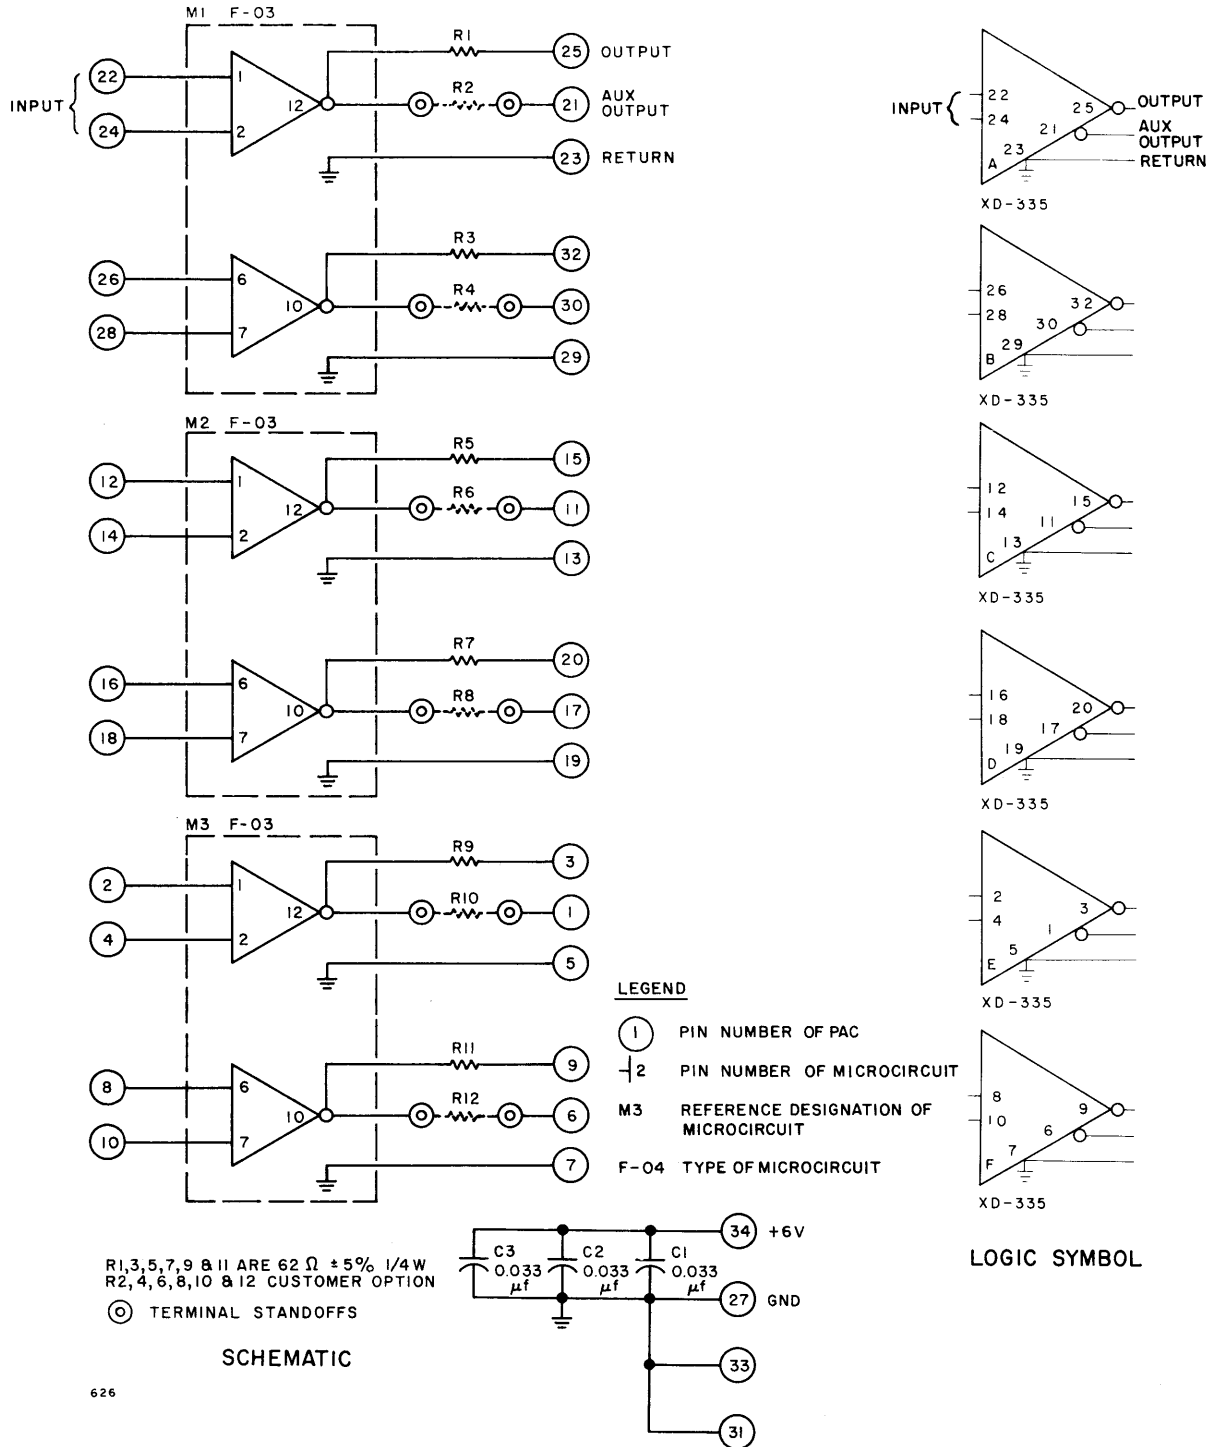 M1 F-03
INPUT
22
24
1
2
12
R1
25 OUTPUT
R2
21 AUX OUTPUT
23 RETURN
26
28
6
7
10
R3
32
R4
30
29
M2 F-03
12
14
1
2
12
R5
15
R6
11
13
16
18
6
7
10
R7
20
R8
17
19
M3 F-03
2
4
1
2
12
R9
3
R10
1
5
8
10
6
7
10
R11
9
R12
6
7
LEGEND
1 PIN NUMBER OF PAC
2 PIN NUMBER OF MICROCIRCUIT
M3 REFERENCE DESIGNATION OF
MICROCIRCUIT
F-04 TYPE OF MICROCIRCUIT
R1,3,5,7,9 & 11 ARE 62 Ω ±5% 1/4W
R2,4,6,8,10 & 12 CUSTOMER OPTION
TERMINAL STANDOFFS
SCHEMATIC
626
C3
0.033
μf
C2
0.033
μf
C1
0.033
μf
34 +6V
27 GND
33
31
INPUT
22
24
25
OUTPUT
21
AUX
OUTPUT
23
RETURN
A
XD-335
26
28
32
30
29
B
XD-335
12
14
15
11
13
C
XD-335
16
18
20
17
19
D
XD-335
2
4
3
1
5
E
XD-335
8
10
9
6
7
F
XD-335
LOGIC SYMBOL